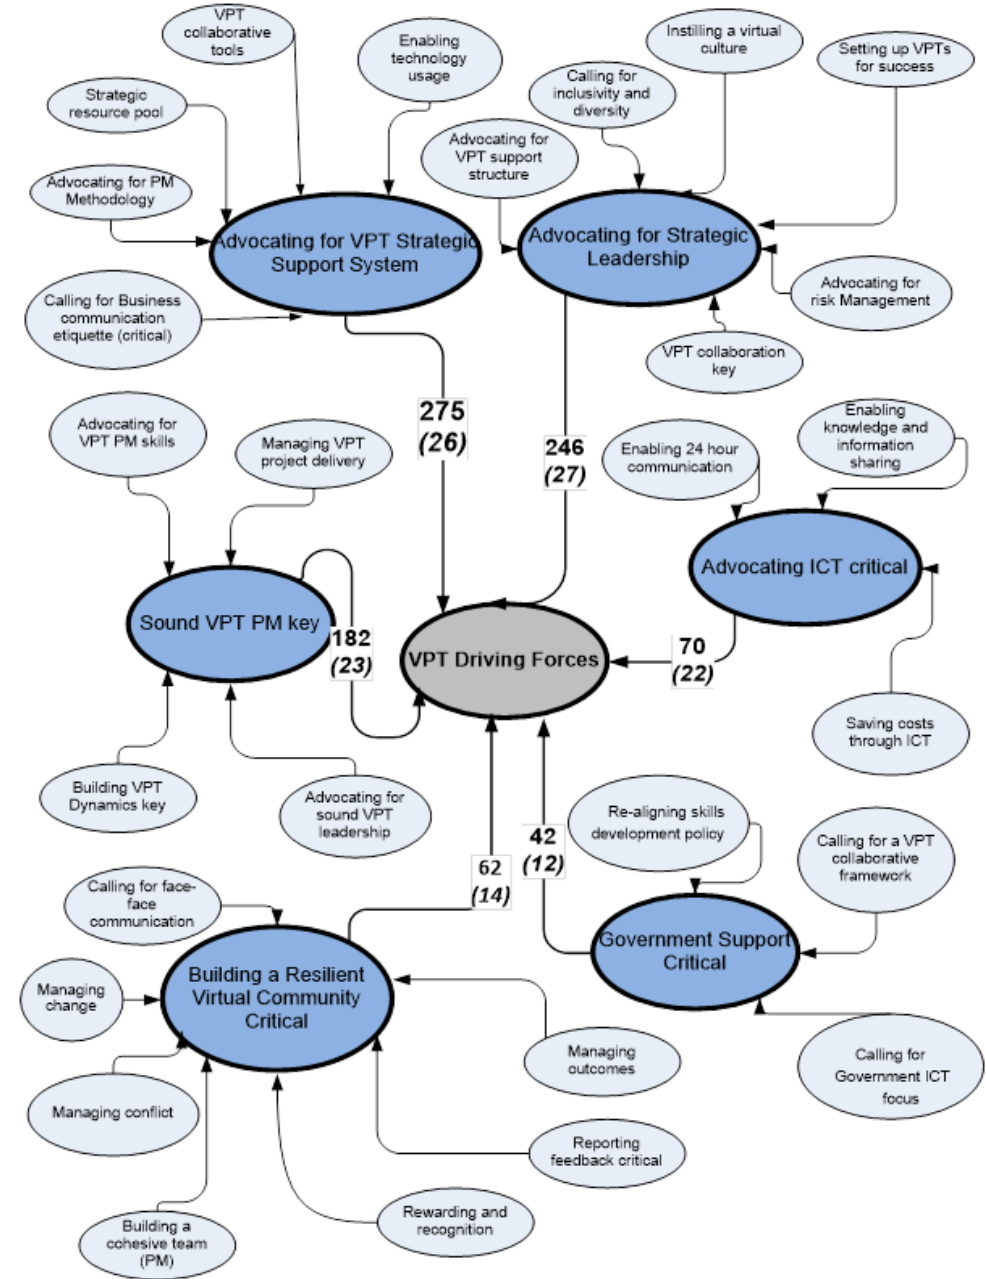 VPT
collaborative
tools
Enabling
technology
usage
Instilling a virtual
culture
Setting up VPTs
for success
Strategic
resource pool
Calling for
inclusivity and
diversity
Advocating for
VPT support
structure
Advocating for PM
Methodology
Advocating for VPT Strategic
Support System
Advocating for Strategic
Leadership
Calling for Business
communication
etiquette (critical)
Advocating for
risk Management
VPT collaboration
key
275
(26)
246
(27)
Advocating for
VPT PM skills
Managing VPT
project delivery
Enabling 24 hour
communication
Enabling
knowledge and
information
sharing
Advocating ICT critical
Sound VPT PM key
182
(23)
VPT Driving Forces
70
(22)
Saving costs
through ICT
Building VPT
Dynamics key
Advocating for
sound VPT
leadership
62
(14)
42
(12)
Re-aligning skills
development policy
Calling for a VPT
collaborative
framework
Calling for face-
face
communication
Government Support
Critical
Building a Resilient
Virtual Community
Critical
Managing
change
Managing
outcomes
Calling for
Government ICT
focus
Managing conflict
Reporting
feedback critical
Rewarding and
recognition
Building a
cohesive team
(PM)